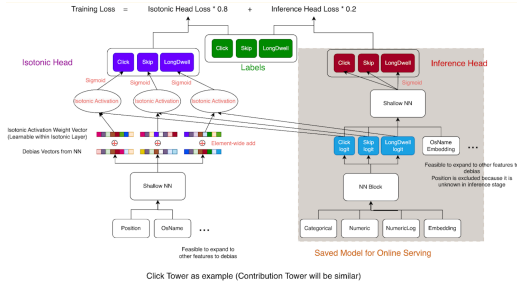 Training Loss = Isotonic Head Loss * 0.8 + Inference Head Loss * 0.2
Isotonic Head
Click
Skip
LongDwell
Click
Skip
LongDwell
Labels
Click
Skip
LongDwell
Inference Head
Sigmoid
Sigmoid
Sigmoid
Sigmoid
Isotonic Activation
Isotonic Activation
Isotonic Activation
Shallow NN
Isotonic Activation Weight Vector
(Learnable within Isotonic Layer)
Element-wide add
Debias Vectors from NN
Click
logit
Skip
logit
LongDwell
logit
OsName
Embedding
...
Feasible to expand to other features to
debias
Position is excluded because it is
unknown in inference stage
Shallow NN
NN Block
Position
OsName
...
Feasible to expand to
other features to debias
Categorical
Numeric
NumericLog
Embedding
Saved Model for Online Serving
Click Tower as example (Contribution Tower will be similar)